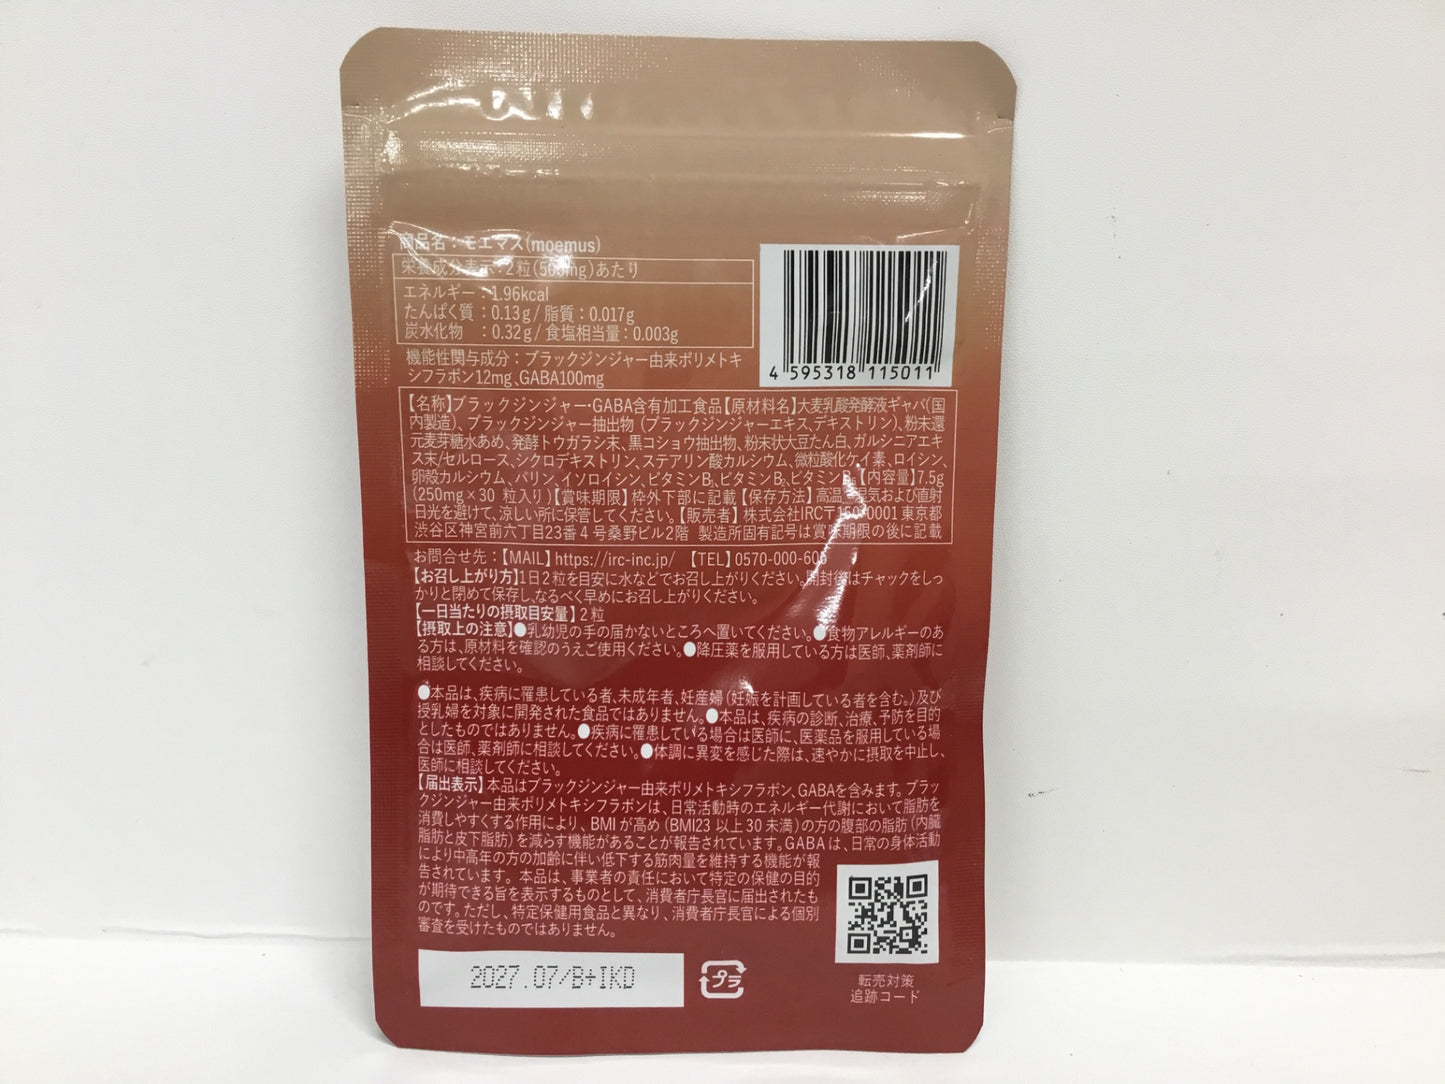 商品名：モエマス(moemus)
栄養成分表示：2粒(500mg)あたり
エネルギー：1.96kcal
たんぱく質：0.13g/脂質：0.017g
炭水化物　：0.32g/食塩相当量：0.003g
機能性関与成分：ブラックジンジャー由来ポリメトキ
シフラボン12mg、GABA100mg
4 595318 115011
【名称】ブラックジンジャー・GABA含有加工食品【原材料名】大麦乳酸発酵液ギャバ(国
内製造)、ブラックジンジャー抽出物(ブラックジンジャーエキス、デキストリン)、粉末還
元麦芽糖水あめ、発酵トウガラシ末、黒コショウ抽出物、粉末状大豆たん白、ガルシニアエキ
ス末/セルロース、シクロデキストリン、ステアリン酸カルシウム、微粒酸化ケイ素、ロイシン、
卵殻カルシウム、バリン、イソロイシン、ビタミンB1、ビタミンB2、ビタミン【内容量】7.5g
(250mg×30 粒入り)【賞味期限】枠外下部に記載【保存方法】高温・湿気および直射
日光を避けて、涼しい所に保管してください。【販売者】株式会社IRC〒150-0001 東京都
渋谷区神宮前六丁目23番4号桑野ビル2階 製造所固有記号は賞味期限の後に記載
お問合せ先：【MAIL】https://irc-inc.jp/ 【TEL】0570-000-60
【お召し上がり方】1日2粒を目安に水などでお召し上がりください。開封後はチャックをしっ
かりと閉めて保存し、なるべく早めにお召し上がりください。
【一日当たりの摂取目安量】2粒
【摂取上の注意】●乳幼児の手の届かないところへ置いてください。●食物アレルギーのあ
る方は、原材料を確認のうえご使用ください。●降圧薬を服用している方は医師、薬剤師に
相談してください。
●本品は、疾病に罹患している者、未成年者、妊産婦(妊娠を計画している者を含む。)及び
授乳婦を対象に開発された食品ではありません。●本品は、疾病の診断、治療、予防を目的
としたものではありません。●疾病に罹患している場合は医師に、医薬品を服用している場
合は医師、薬剤師に相談してください。●体調に異変を感じた際は、速やかに摂取を中止し、
医師に相談してください。
【届出表示】本品はブラックジンジャー由来ポリメトキシフラボン、GABAを含みます。ブラッ
クジンジャー由来ポリメトキシフラボンは、日常活動時のエネルギー代謝において脂肪を
消費しやすくする作用により、BMIが高め(BMI23以上30未満)の方の腹部の脂肪(内臓
脂肪と皮下脂肪)を減らす機能があることが報告されています。GABAは、日常の身体活動
により中高年の方の加齢に伴い低下する筋肉量を維持する機能が報
告されています。本品は、事業者の責任において特定の保健の目的
が期待できる旨を表示するものとして、消費者庁長官に届出されたも
のです。ただし、特定保健用食品と異なり、消費者庁長官による個別
審査を受けたものではありません。
2027.07/B+IKD
プラ
転売対策
追跡コード